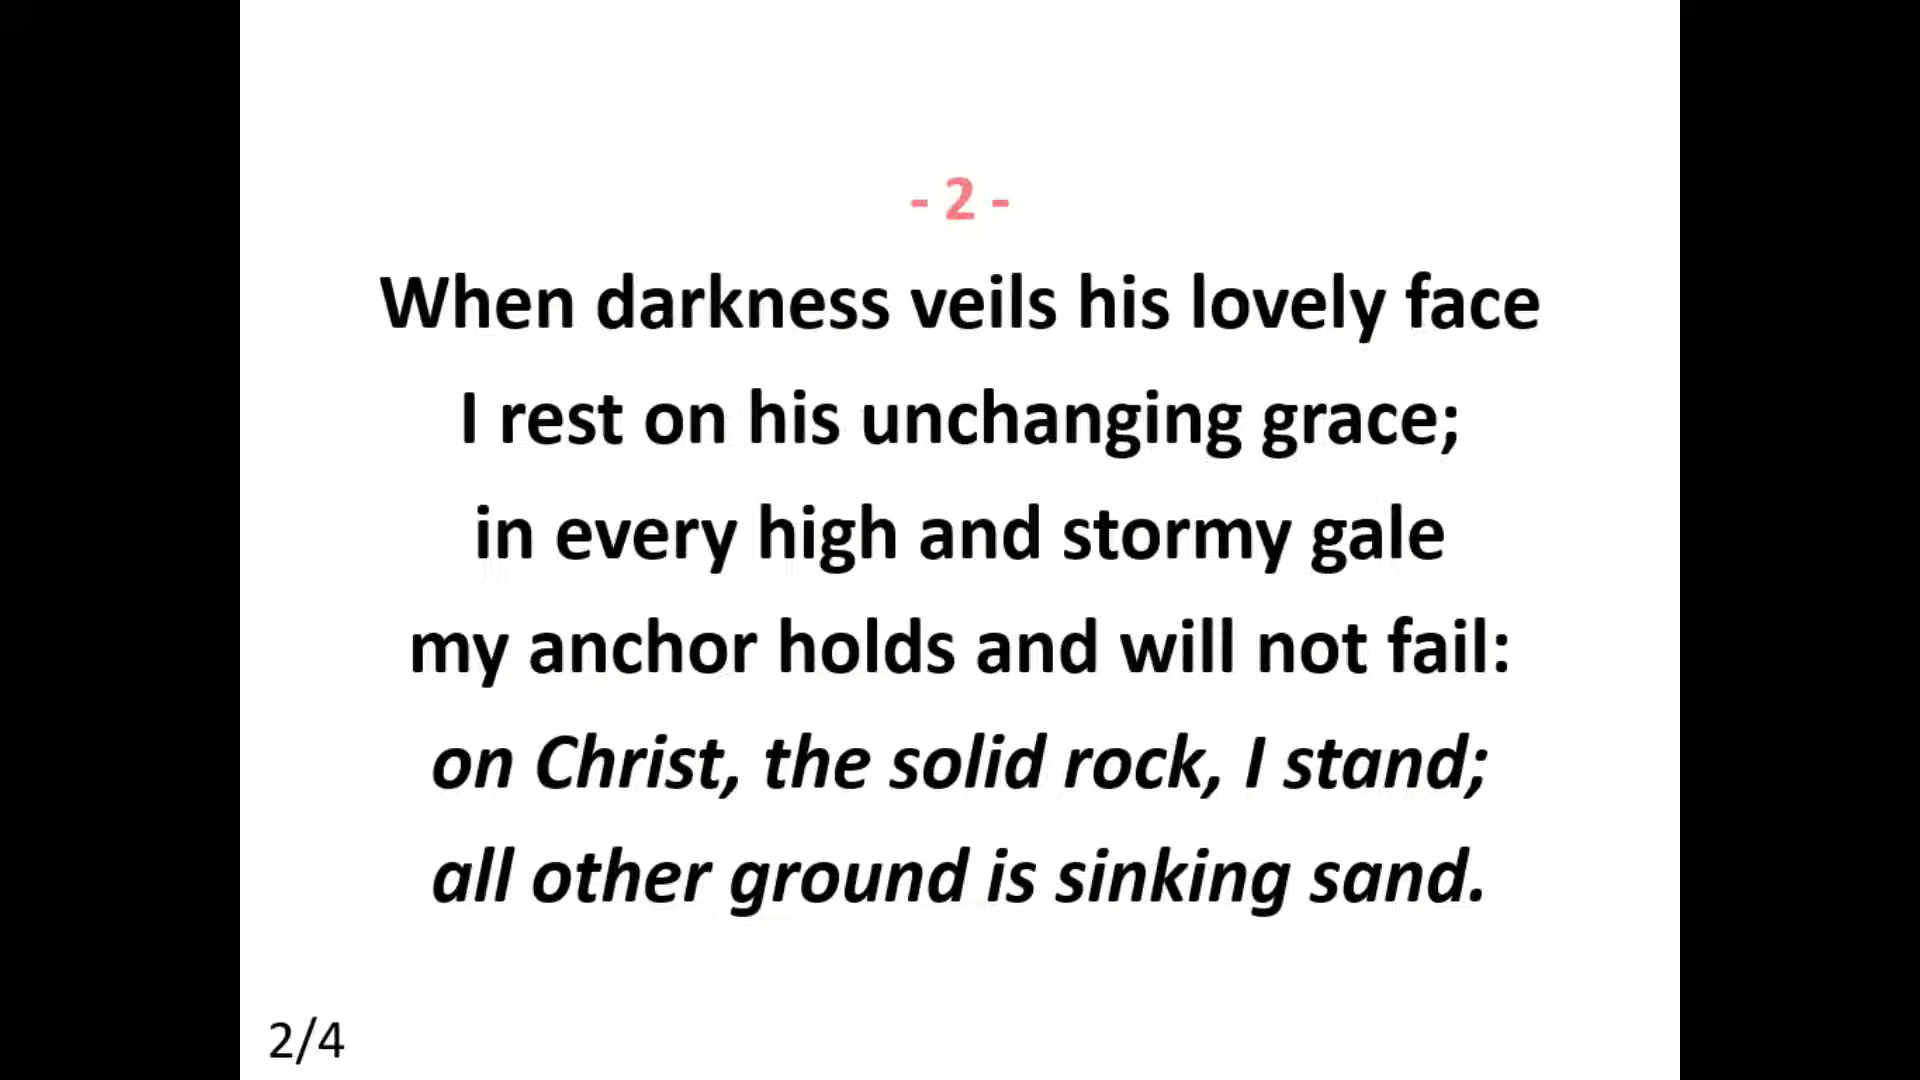 - 2 -
When darkness veils his lovely face
I rest on his unchanging grace;
in every high and stormy gale
my anchor holds and will not fail:
on Christ, the solid rock, I stand;
all other ground is sinking sand.
2/4